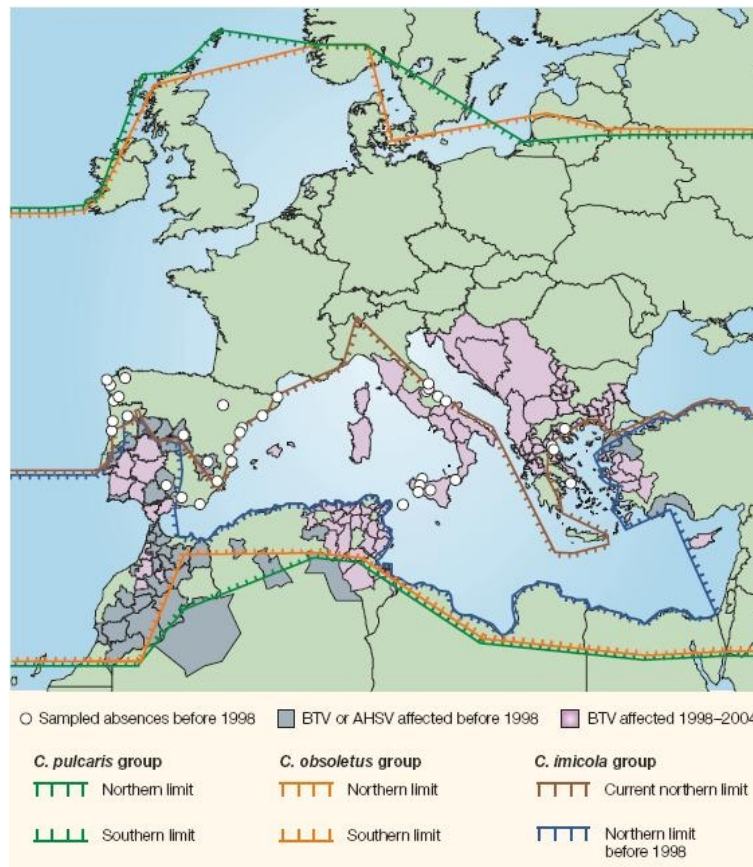 Sampled absences before 1998 BTV or AHSV affected before 1998 BTV affected 1998–2004
C. pulcaris group C. obsoletus group C. imicola group
Northern limit Northern limit Current northern limit
Southern limit Southern limit Northern limit
before 1998